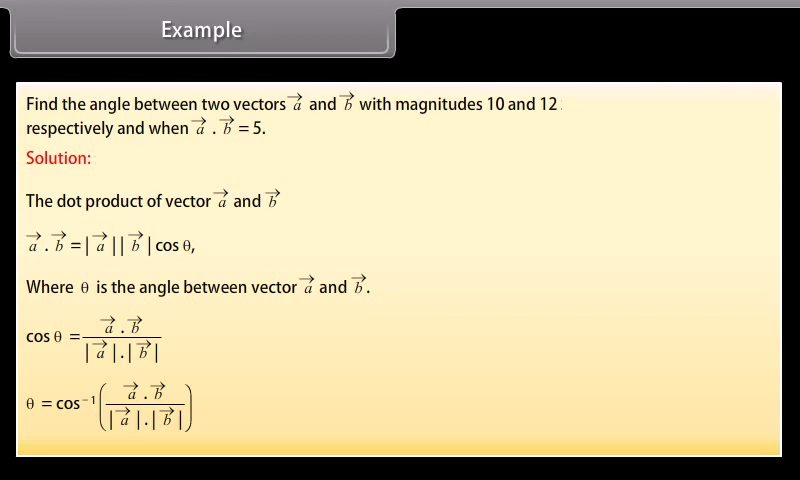 Example
Find the angle between two vectors →a and →b with magnitudes 10 and 12
respectively and when →a . →b = 5.
Solution:
The dot product of vector →a and →b
→a . →b = | →a | | →b | cos θ,
Where θ is the angle between vector →a and →b.
cos θ = (→a . →b) / (| →a | . | →b |)
θ = cos⁻¹ ((→a . →b) / (| →a | . | →b |))